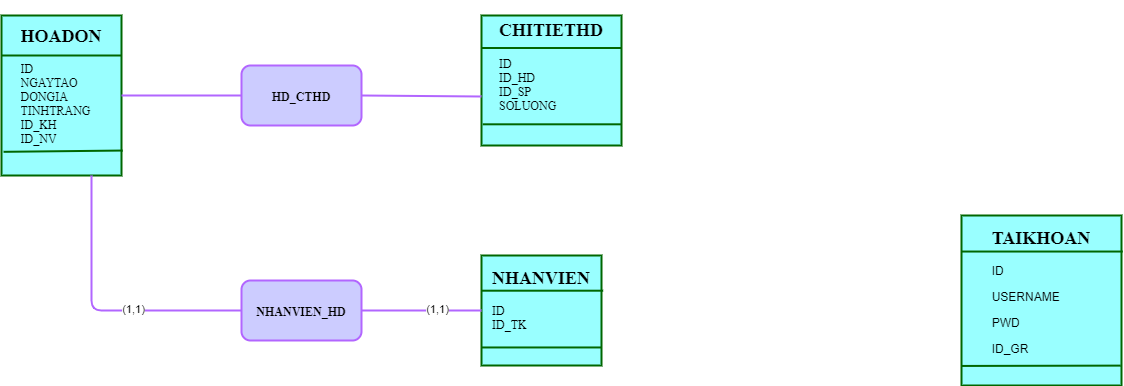 HOADON
ID
NGAYTAO
DONGIA
TINHTRANG
ID_KH
ID_NV
HD_CTHD
CHITIETHD
ID
ID_HD
ID_SP
SOLUONG
(1,1)
NHANVIEN_HD
(1,1)
NHANVIEN
ID
ID_TK
TAIKHOAN
ID
USERNAME
PWD
ID_GR